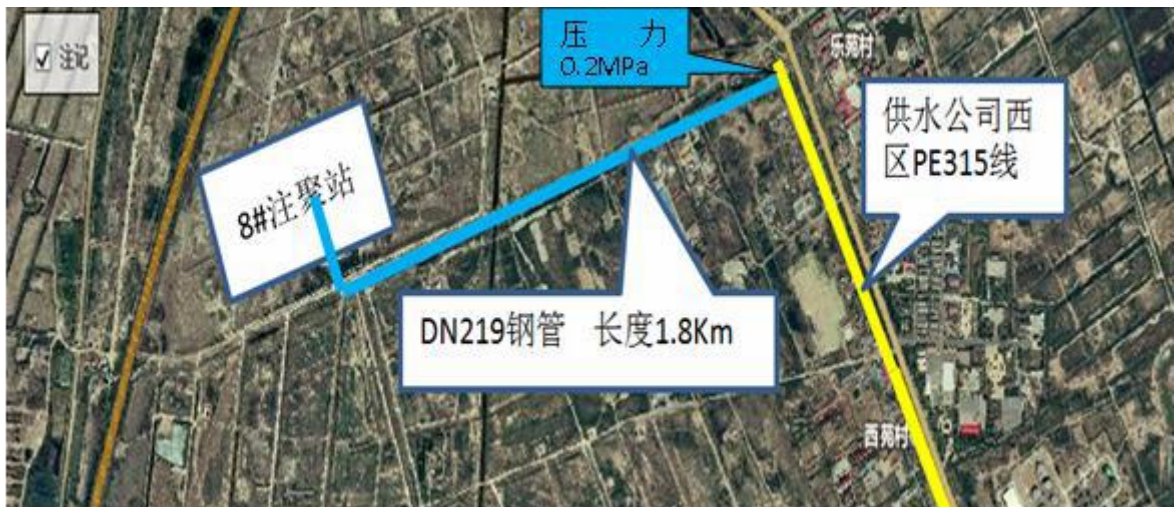 注记
压 力
0.2MPa
乐苑村
供水公司西
区PE315线
8#注聚站
DN219钢管 长度1.8Km
西苑村